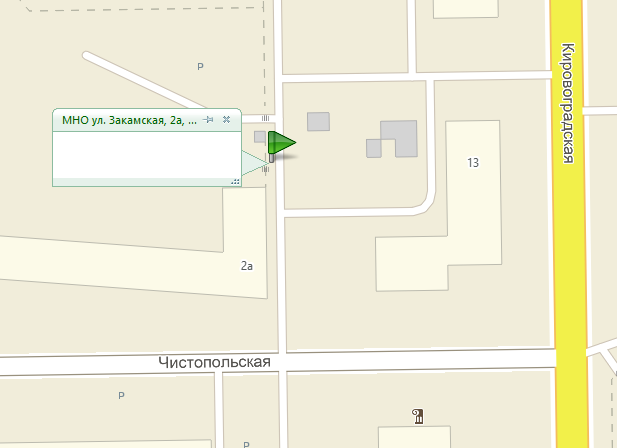 Кировоградская
P
МНО ул. Закамская, 2а, ...
13
2а
Чистопольская
P
P